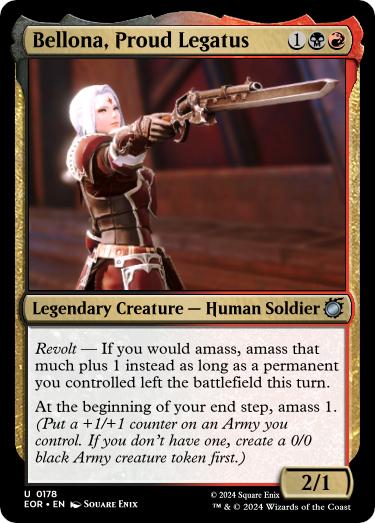 Bellona, Proud Legatus 1
Legendary Creature — Human Soldier
Revolt — If you would amass, amass that
much plus 1 instead as long as a permanent
you controlled left the battlefield this turn.
At the beginning of your end step, amass 1.
(Put a +1/+1 counter on an Army you
control. If you don't have one, create a 0/0
black Army creature token first.)
2/1
U 0178
EOR • EN SQUARE ENIX
© 2024 Square Enix
™ & © 2024 Wizards of the Coast